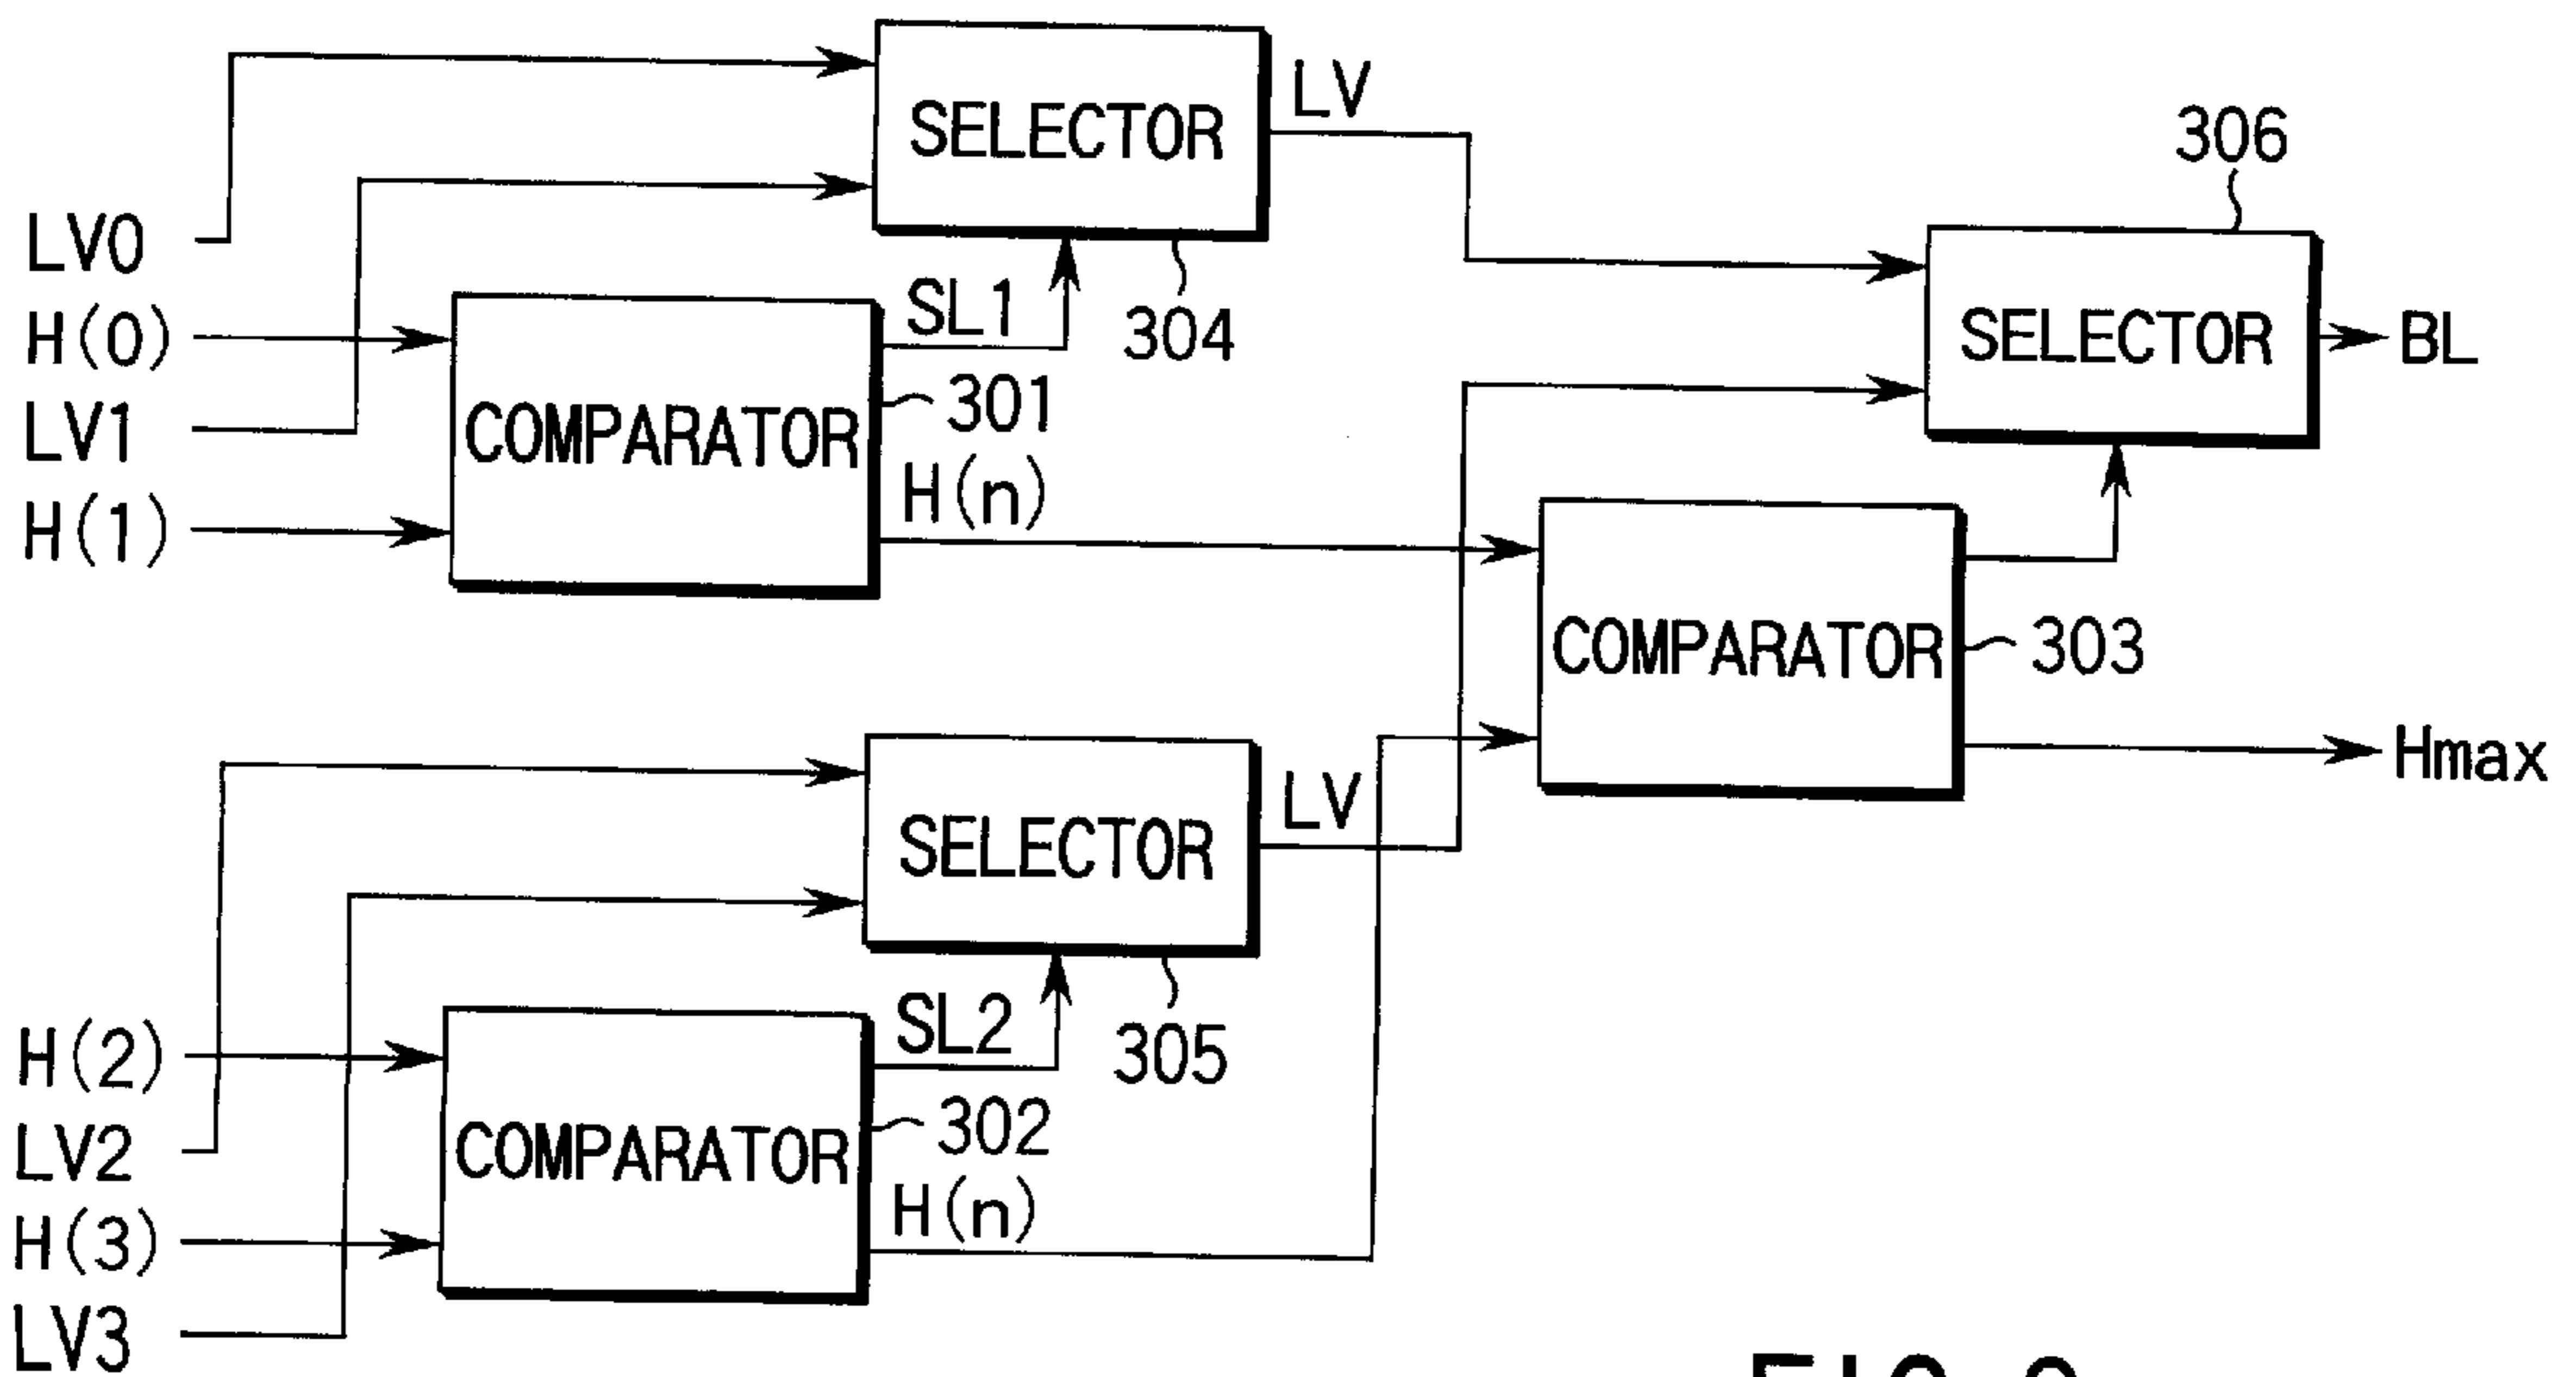 SELECTOR
LV
306
LV0
SL1
304
SELECTOR
BL
H(0)
301
LV1
COMPARATOR
H(n)
H(1)
COMPARATOR
303
Hmax
SELECTOR
LV
SL2
305
H(2)
302
LV2
COMPARATOR
H(n)
H(3)
LV3